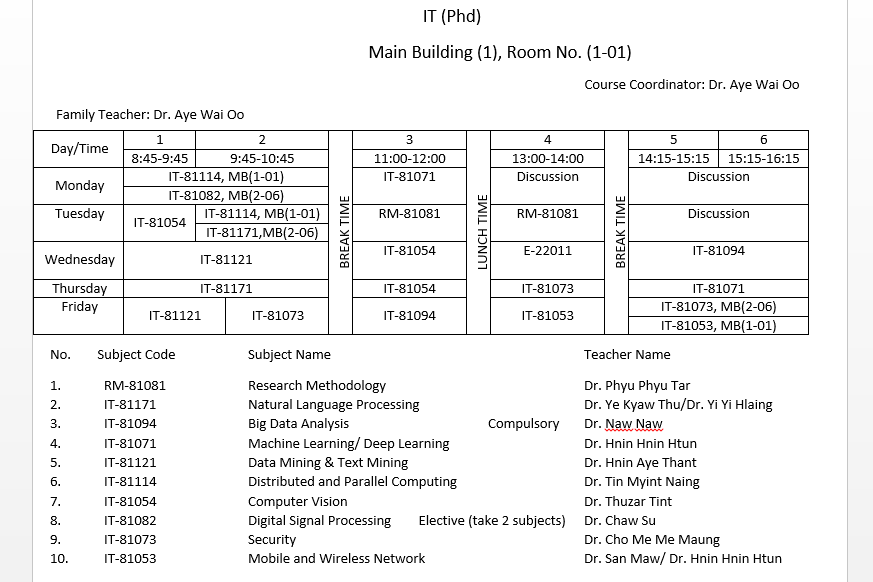 IT (Phd)
Main Building (1), Room No. (1-01)
Course Coordinator: Dr. Aye Wai Oo
Family Teacher: Dr. Aye Wai Oo
Day/Time 1 2 BREAK TIME 3 LUNCH TIME 4 BREAK TIME 5 6
8:45-9:45 9:45-10:45 11:00-12:00 13:00-14:00 14:15-15:15 15:15-16:15
Monday IT-81114, MB(1-01) IT-81071 Discussion Discussion
IT-81082, MB(2-06)
Tuesday IT-81054 IT-81114, MB(1-01) RM-81081 RM-81081 Discussion
IT-81171,MB(2-06)
Wednesday IT-81121 IT-81054 E-22011 IT-81094
Thursday IT-81171 IT-81054 IT-81073 IT-81071
Friday IT-81121 IT-81073 IT-81094 IT-81053 IT-81073, MB(2-06)
IT-81053, MB(1-01)
No. Subject Code Subject Name Teacher Name
1. RM-81081 Research Methodology Dr. Phyu Phyu Tar
2. IT-81171 Natural Language Processing Dr. Ye Kyaw Thu/Dr. Yi Yi Hlaing
3. IT-81094 Big Data Analysis Compulsory Dr. Naw Naw
4. IT-81071 Machine Learning/ Deep Learning Dr. Hnin Hnin Htun
5. IT-81121 Data Mining & Text Mining Dr. Hnin Aye Thant
6. IT-81114 Distributed and Parallel Computing Dr. Tin Myint Naing
7. IT-81054 Computer Vision Dr. Thuzar Tint
8. IT-81082 Digital Signal Processing Elective (take 2 subjects) Dr. Chaw Su
9. IT-81073 Security Dr. Cho Me Me Maung
10. IT-81053 Mobile and Wireless Network Dr. San Maw/ Dr. Hnin Hnin Htun